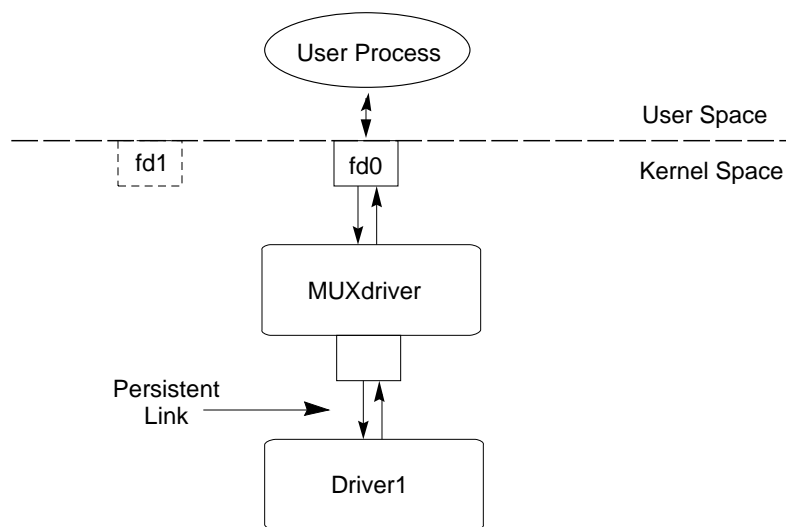 User Process
User Space
fd1
fd0
Kernel Space
MUXdriver
Persistent
Link
Driver1